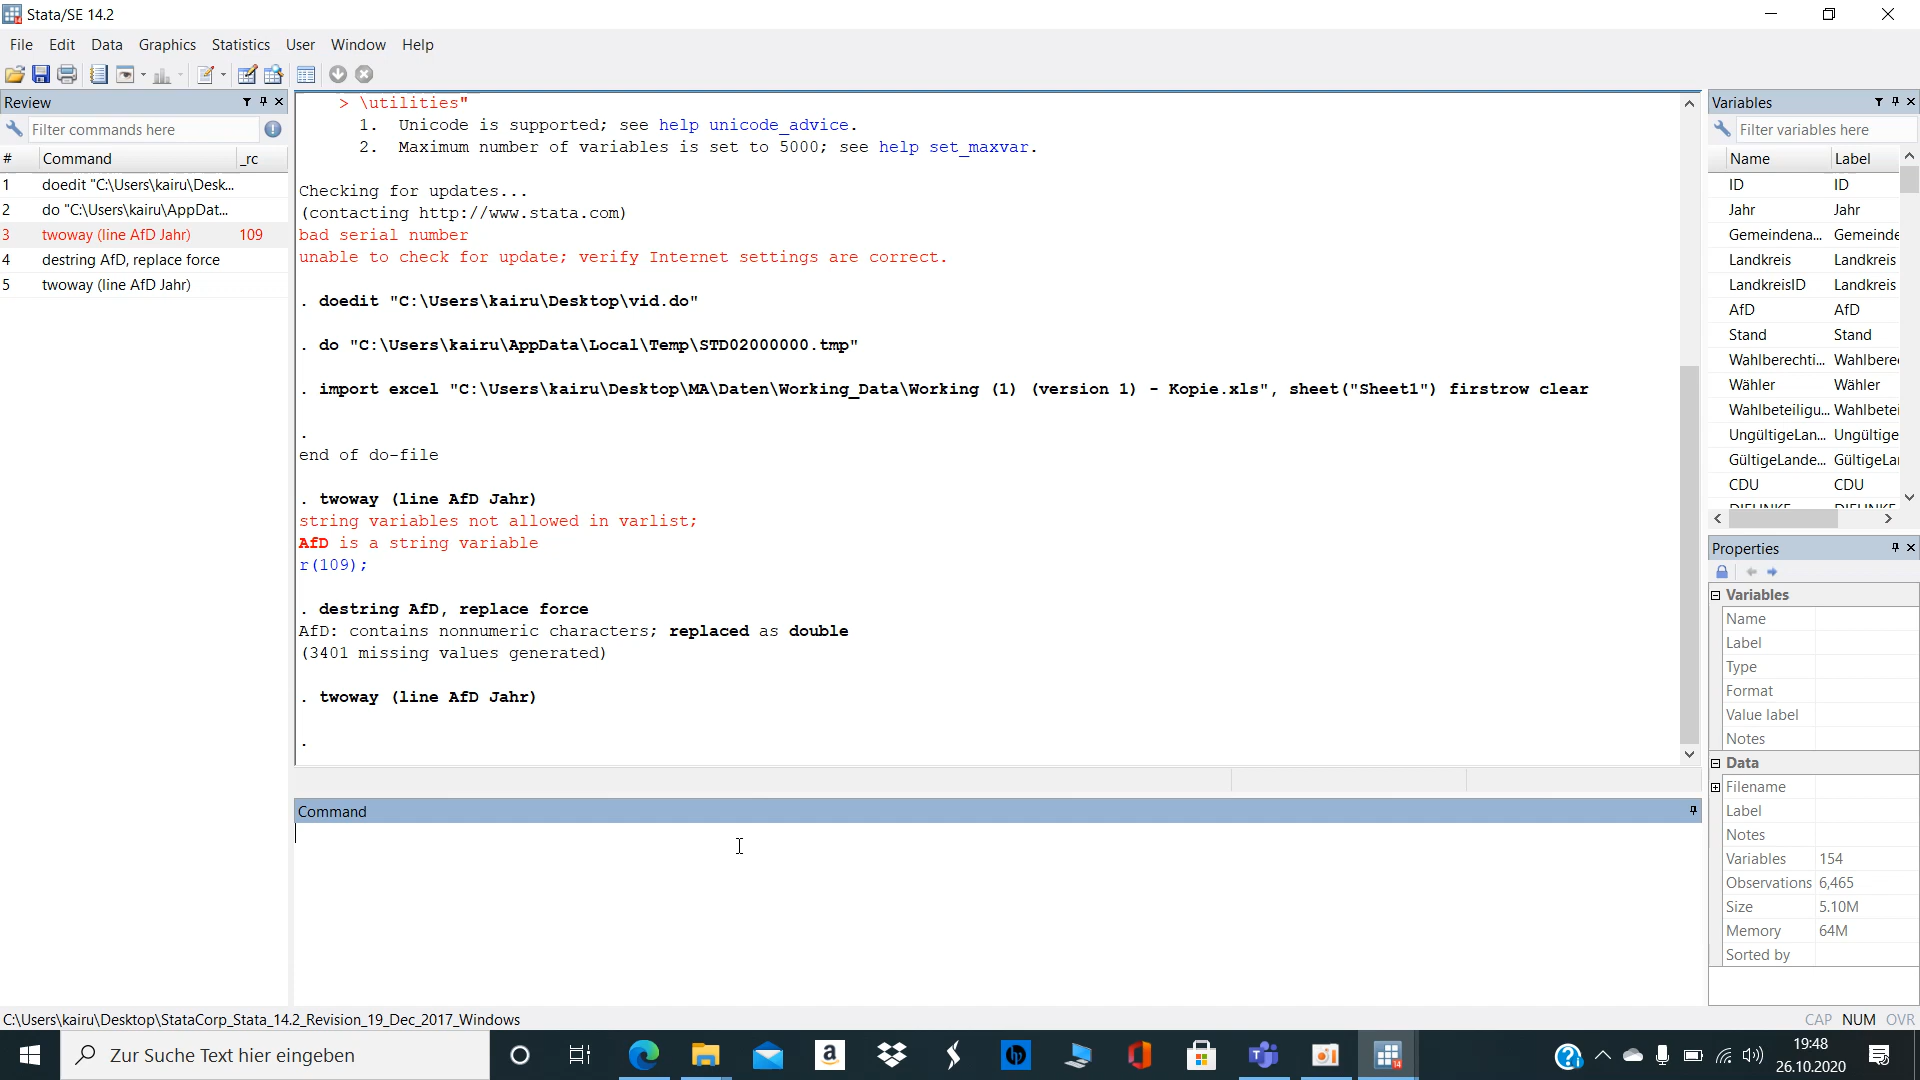 Stata/SE 14.2
File Edit Data Graphics Statistics User Window Help
Review
Filter commands here
# Command _rc
1 doedit "C:\Users\kairu\Desk...
2 do "C:\Users\kairu\AppDat...
3 twoway (line AfD Jahr) 109
4 destring AfD, replace force
5 twoway (line AfD Jahr)
> \utilities"
1. Unicode is supported; see help unicode_advice.
2. Maximum number of variables is set to 5000; see help set_maxvar.
Checking for updates...
(contacting http://www.stata.com)
bad serial number
unable to check for update; verify Internet settings are correct.
. doedit "C:\Users\kairu\Desktop\vid.do"
. do "C:\Users\kairu\AppData\Local\Temp\STD02000000.tmp"
. import excel "C:\Users\kairu\Desktop\MA\Daten\Working_Data\Working (1) (version 1) - Kopie.xls", sheet("Sheet1") firstrow clear
.
end of do-file
. twoway (line AfD Jahr)
string variables not allowed in varlist;
AfD is a string variable
r(109);
. destring AfD, replace force
AfD: contains nonnumeric characters; replaced as double
(3401 missing values generated)
. twoway (line AfD Jahr)
.
Command
Variables
Filter variables here
Name Label
ID ID
Jahr Jahr
Gemeindena... Gemeinde
Landkreis Landkreis
LandkreisID Landkreis
AfD AfD
Stand Stand
Wahlberechti... Wahlbere
Wähler Wähler
Wahlbeteiligu... Wahlbetei
UngültigeLan... Ungültige
GültigeLande... GültigeLa
CDU CDU
Properties
Variables
Name
Label
Type
Format
Value label
Notes
Data
Filename
Label
Notes
Variables 154
Observations 6,465
Size 5.10M
Memory 64M
Sorted by
C:\Users\kairu\Desktop\StataCorp_Stata_14.2_Revision_19_Dec_2017_Windows
CAP NUM OVR
Zur Suche Text hier eingeben
19:48
26.10.2020